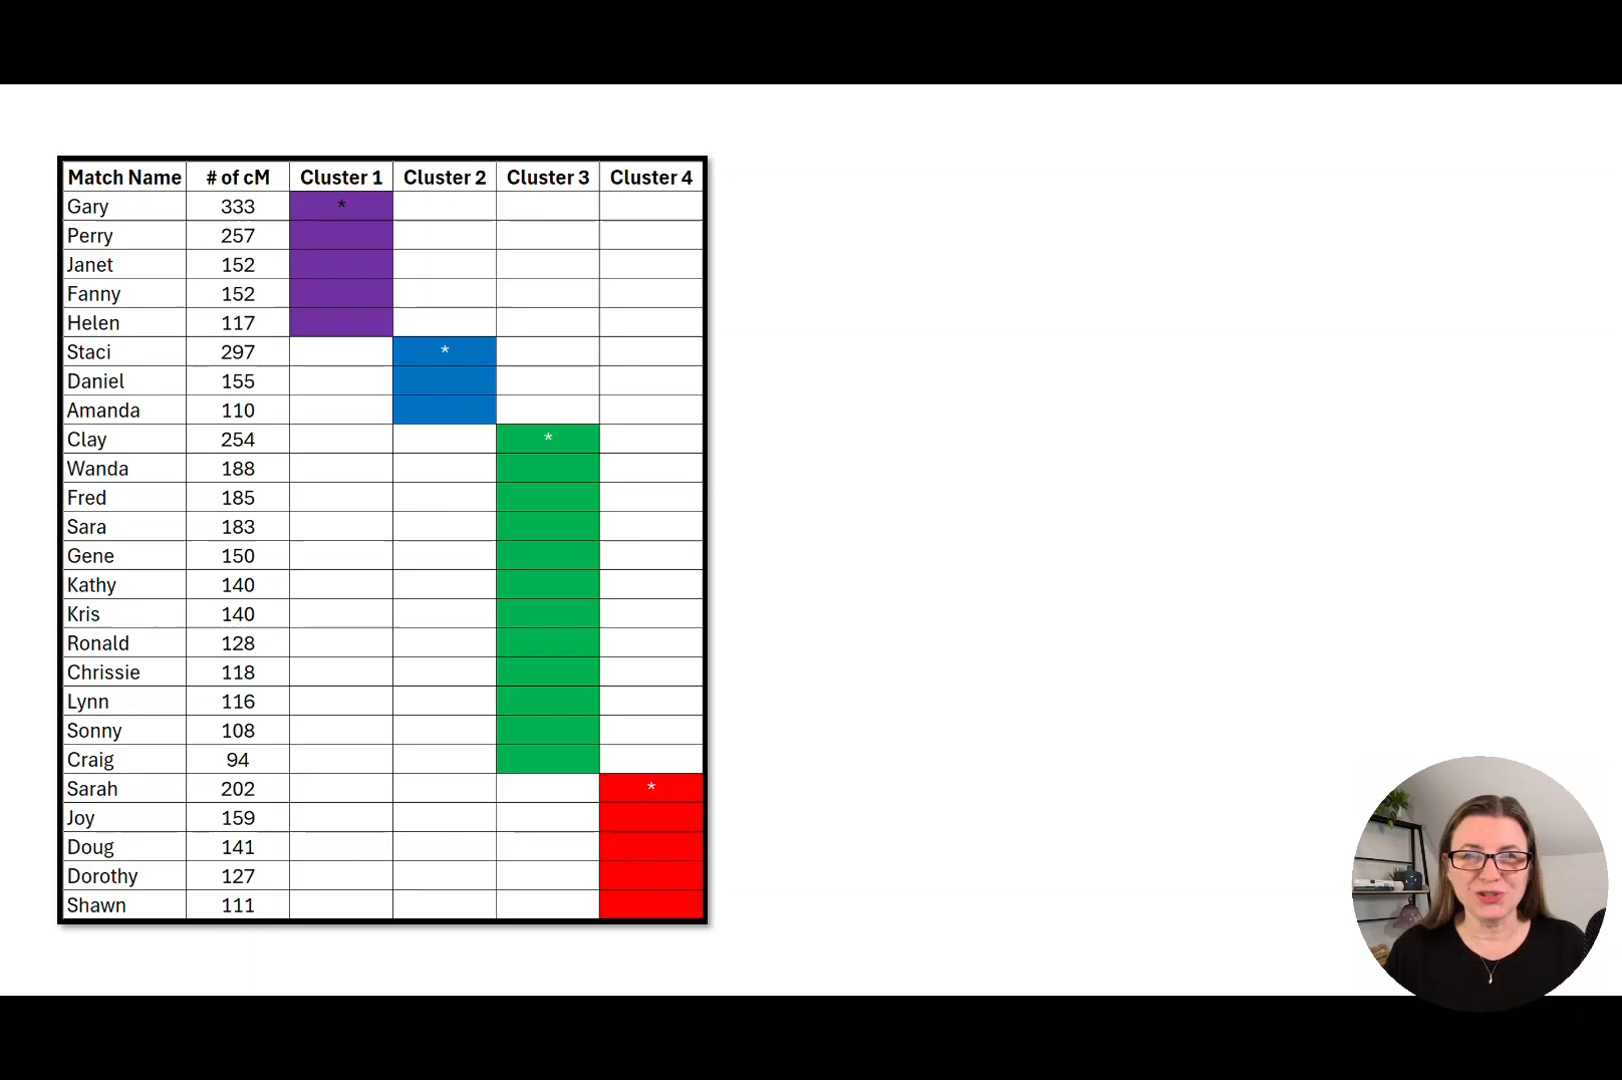 Match Name # of cM Cluster 1 Cluster 2 Cluster 3 Cluster 4
Gary 333 *
Perry 257
Janet 152
Fanny 152
Helen 117
Staci 297 *
Daniel 155
Amanda 110
Clay 254 *
Wanda 188
Fred 185
Sara 183
Gene 150
Kathy 140
Kris 140
Ronald 128
Chrissie 118
Lynn 116
Sonny 108
Craig 94
Sarah 202 *
Joy 159
Doug 141
Dorothy 127
Shawn 111